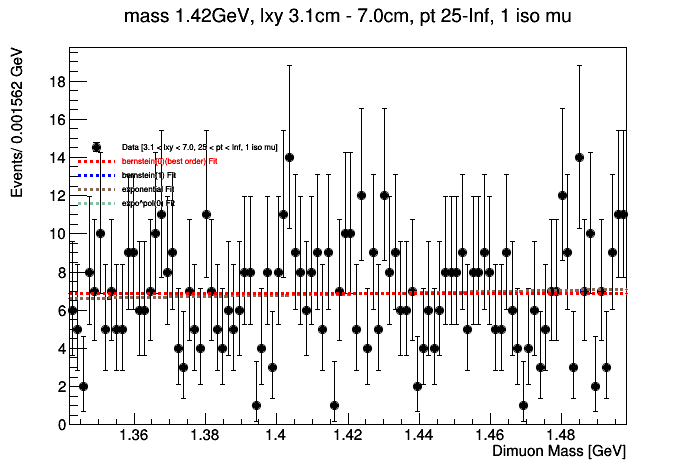 mass 1.42GeV, lxy 3.1cm - 7.0cm, pt 25-Inf, 1 iso mu
Events/ 0.001562 GeV
18
16
14
12
10
8
6
4
2
0
Data [3.1 < lxy < 7.0, 25 < pt < Inf, 1 iso mu]
bernstein(0)(best order) Fit
bernstein(1) Fit
exponential Fit
expo*pol(0) Fit
1.36
1.38
1.4
1.42
1.44
1.46
1.48
Dimuon Mass [GeV]